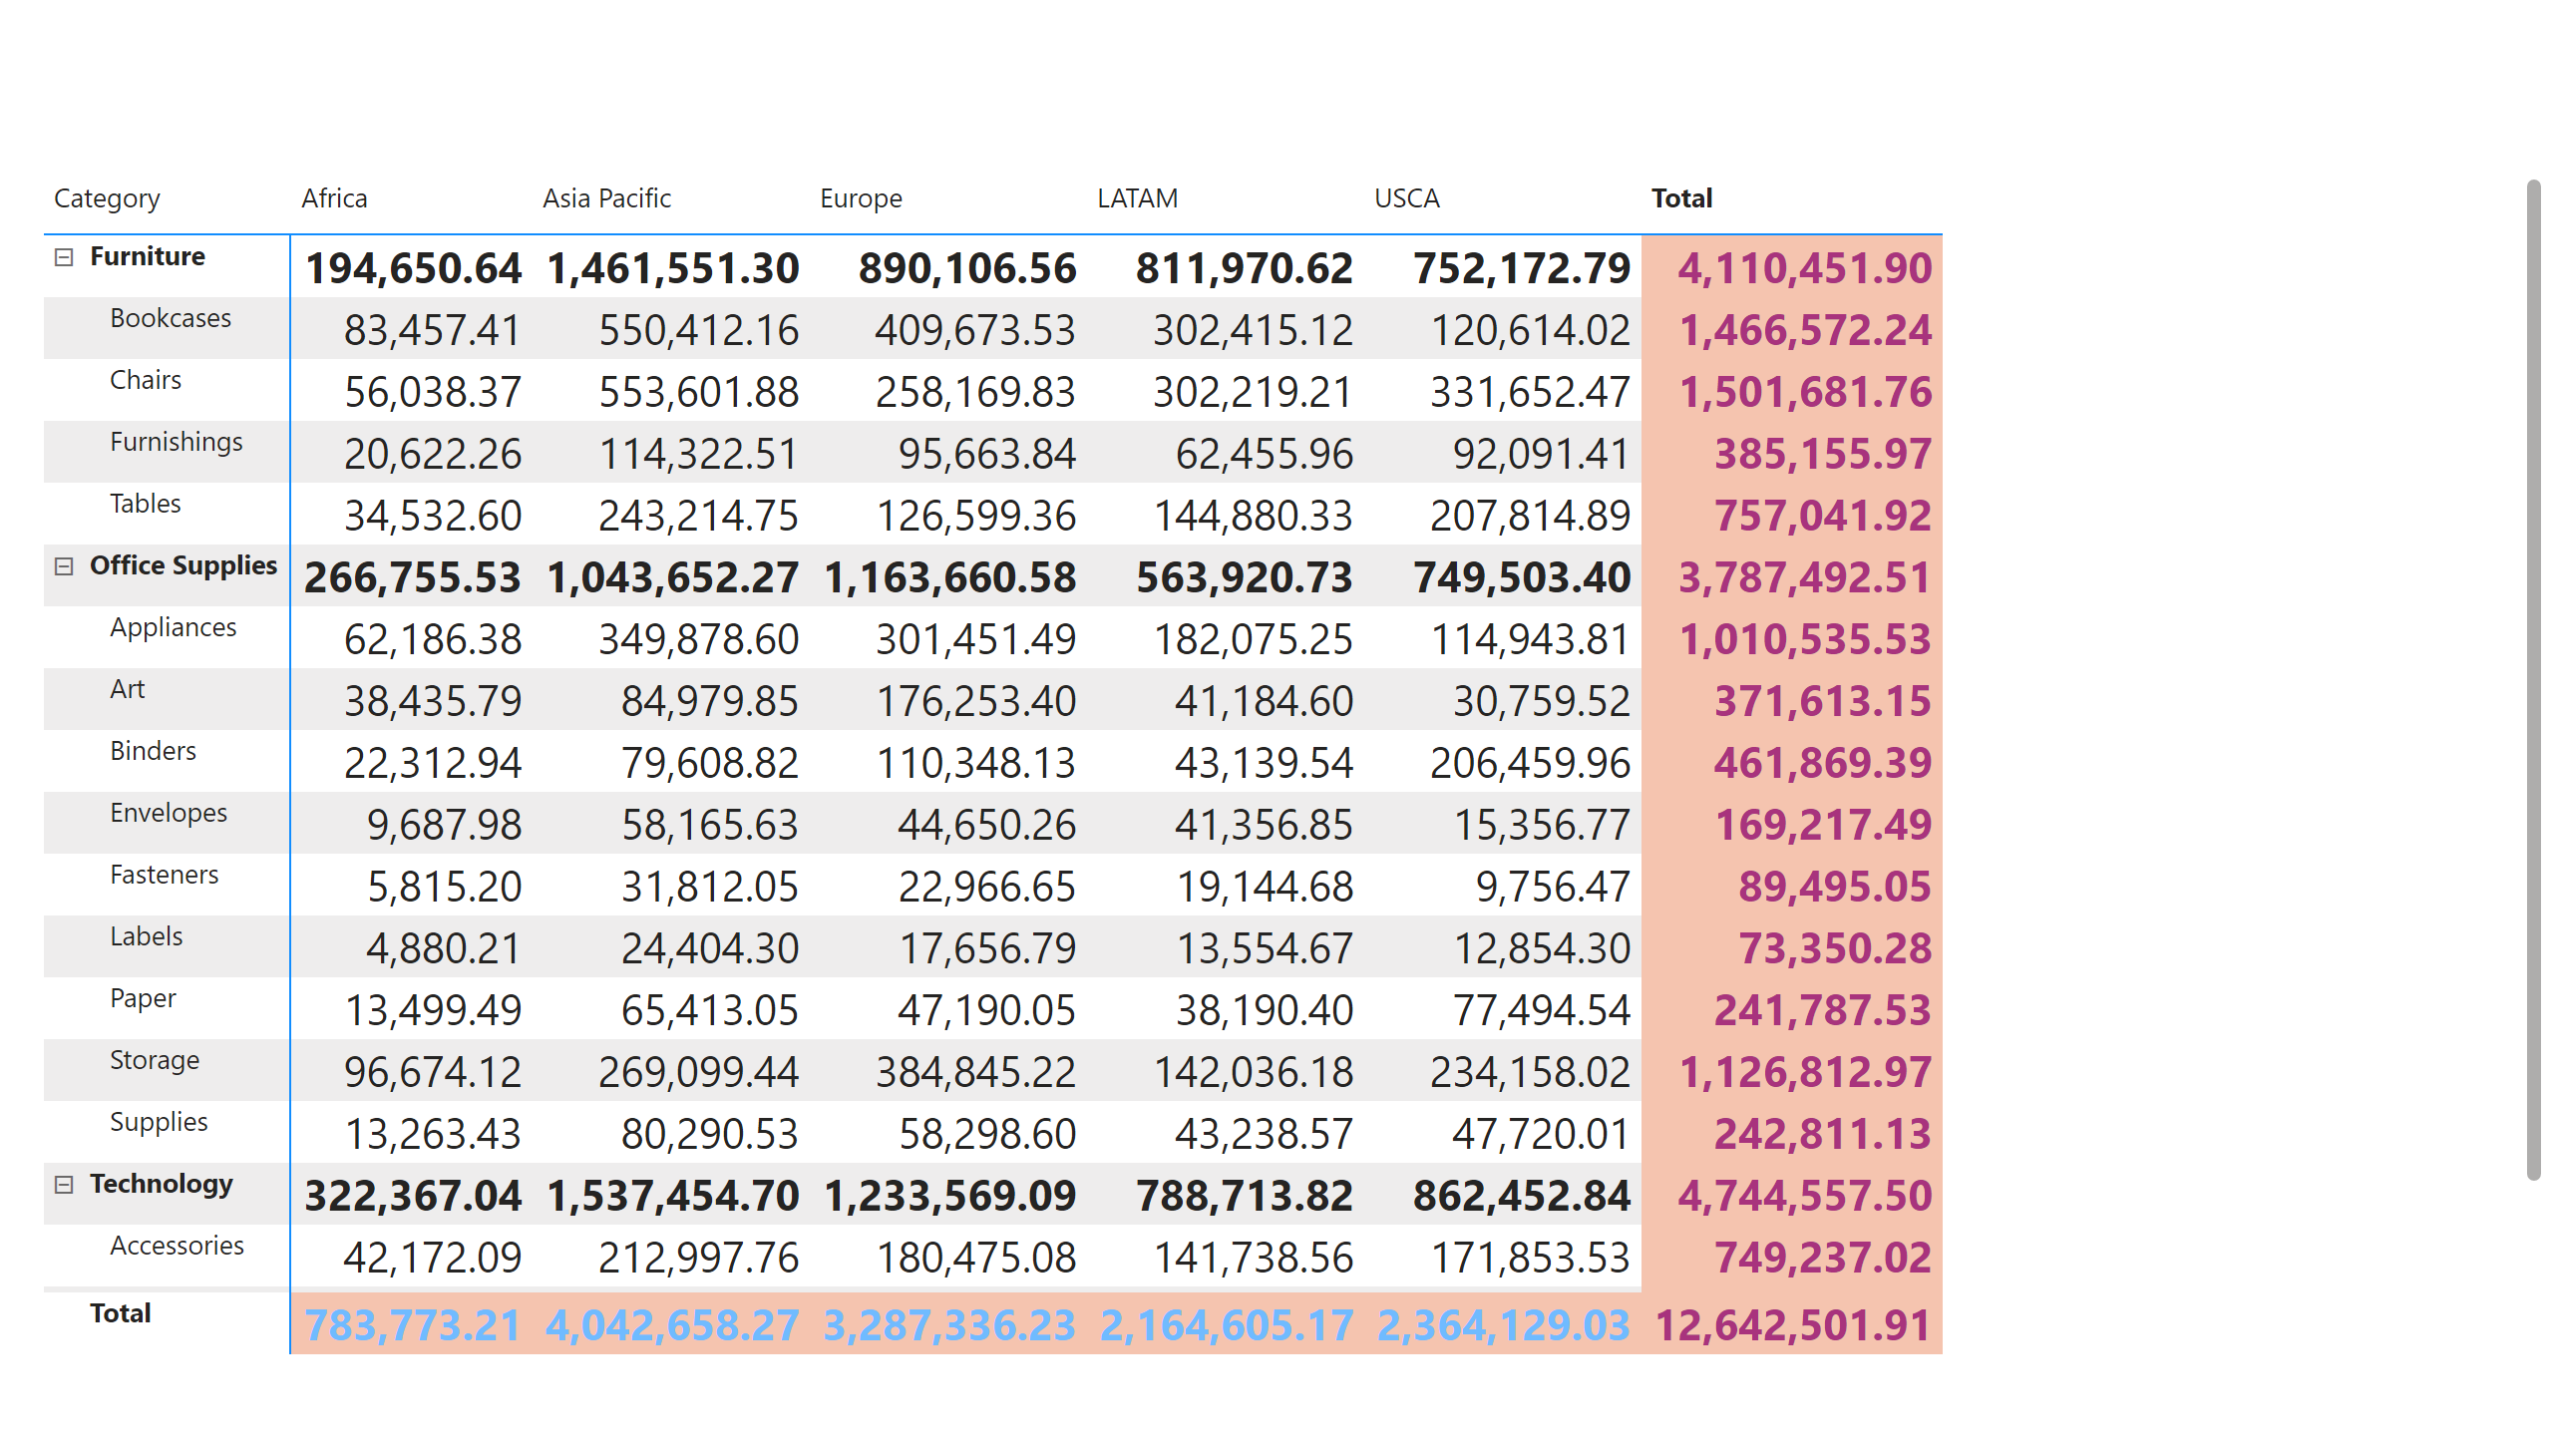 Category Africa Asia Pacific Europe LATAM USCA Total
Furniture 194,650.64 1,461,551.30 890,106.56 811,970.62 752,172.79 4,110,451.90
Bookcases 83,457.41 550,412.16 409,673.53 302,415.12 120,614.02 1,466,572.24
Chairs 56,038.37 553,601.88 258,169.83 302,219.21 331,652.47 1,501,681.76
Furnishings 20,622.26 114,322.51 95,663.84 62,455.96 92,091.41 385,155.97
Tables 34,532.60 243,214.75 126,599.36 144,880.33 207,814.89 757,041.92
Office Supplies 266,755.53 1,043,652.27 1,163,660.58 563,920.73 749,503.40 3,787,492.51
Appliances 62,186.38 349,878.60 301,451.49 182,075.25 114,943.81 1,010,535.53
Art 38,435.79 84,979.85 176,253.40 41,184.60 30,759.52 371,613.15
Binders 22,312.94 79,608.82 110,348.13 43,139.54 206,459.96 461,869.39
Envelopes 9,687.98 58,165.63 44,650.26 41,356.85 15,356.77 169,217.49
Fasteners 5,815.20 31,812.05 22,966.65 19,144.68 9,756.47 89,495.05
Labels 4,880.21 24,404.30 17,656.79 13,554.67 12,854.30 73,350.28
Paper 13,499.49 65,413.05 47,190.05 38,190.40 77,494.54 241,787.53
Storage 96,674.12 269,099.44 384,845.22 142,036.18 234,158.02 1,126,812.97
Supplies 13,263.43 80,290.53 58,298.60 43,238.57 47,720.01 242,811.13
Technology 322,367.04 1,537,454.70 1,233,569.09 788,713.82 862,452.84 4,744,557.50
Accessories 42,172.09 212,997.76 180,475.08 141,738.56 171,853.53 749,237.02
Total 783,773.21 4,042,658.27 3,287,336.23 2,164,605.17 2,364,129.03 12,642,501.91